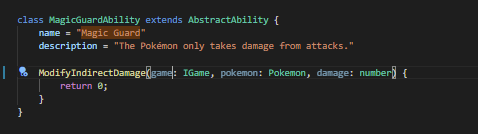 class MagicGuardAbility extends AbstractAbility {
    name = "Magic Guard"
    description = "The Pokémon only takes damage from attacks."
    ModifyIndirectDamage(game: IGame, pokemon: Pokemon, damage: number) {
        return 0;
    }
}